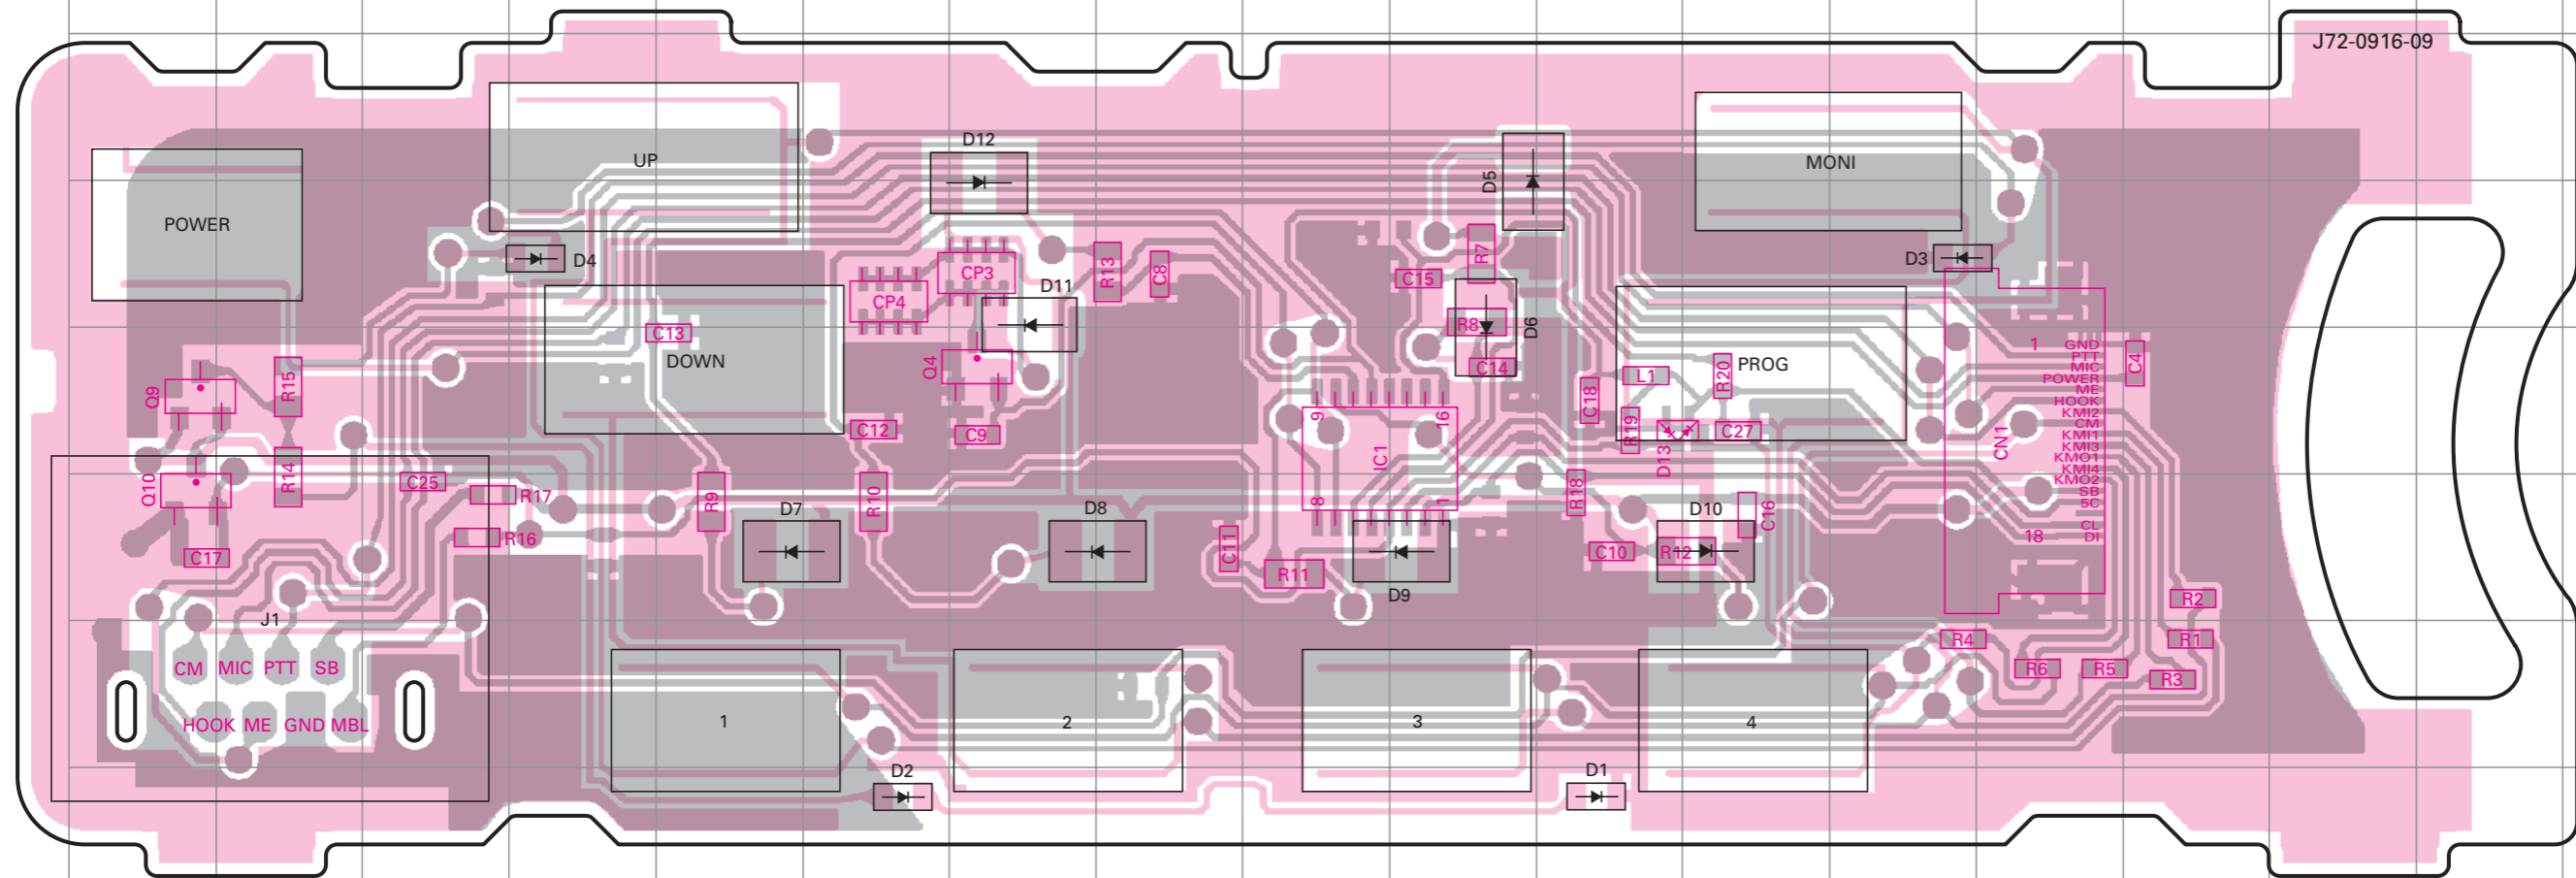 J72-0916-09
D12
UP
MONI
D5
POWER
R7
D4
D3
CP3
R13
C8
C15
D11
CP4
R8
D6
C13
DOWN
1
GND
PTT
MIC
POWER
ME
HOOK
KMI2
CM
KMI1
KMI3
KMO1
KMI4
KMO2
SB
5C
CL
DI
18
CN1
C4
Q4
C14
L1
R20
PROG
Q9
R15
C18
R19
C12
C9
9
16
IC1
8
1
C27
D13
Q10
R14
C25
R17
R9
R10
R18
C16
D7
D8
D10
R16
C17
C11
C10
R12
R11
D9
R2
J1
R4
R1
CM
MIC
PTT
SB
R6
R5
R3
HOOK
ME
GND
MBL
1
2
3
4
D2
D1